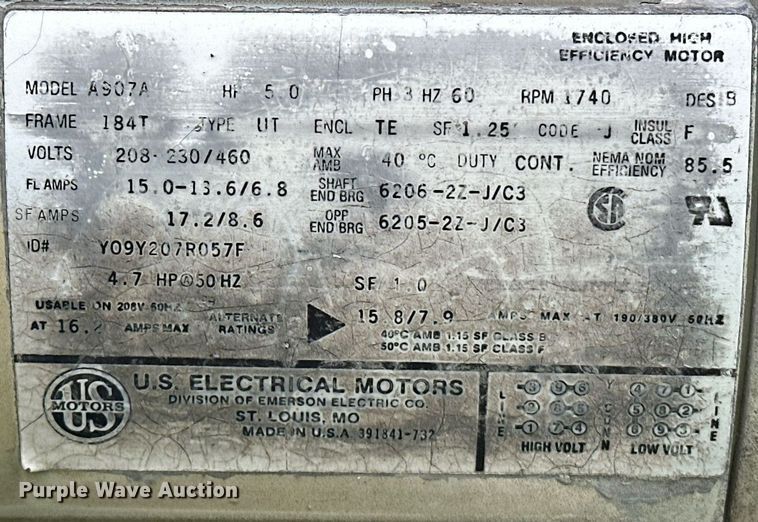 ENCLOSED HIGH
EFFICIENCY MOTOR
MODEL A907A HP 5.0 PH 3 HZ 60 RPM 1740 DES B
FRAME 184T TYPE UT ENCL TE SF 1.25 CODE J INSUL CLASS F
VOLTS 208-230/460 MAX AMB 40 °C DUTY CONT. NEMA NOM EFFICIENCY 85.5
FL AMPS 15.0-13.6/6.8 SHAFT END BRG 6206-2Z-J/C3
SF AMPS 17.2/8.6 OPP END BRG 6205-2Z-J/C3
ID# Y09Y207R057F
4.7 HP@50HZ SF 1.0
USABLE ON 208V 60HZ
AT 16.2 AMPS MAX ALTERNATE RATINGS 15.8/7.9 AMPS MAX AT 190/380V 50HZ
40°C AMB 1.15 SF CLASS B
50°C AMB 1.15 SF CLASS F
US MOTORS
U.S. ELECTRICAL MOTORS
DIVISION OF EMERSON ELECTRIC CO.
ST. LOUIS, MO
MADE IN U.S.A. 391841-732
LINE HIGH VOLT Y CONN LOW VOLT LINE
Purple Wave Auction